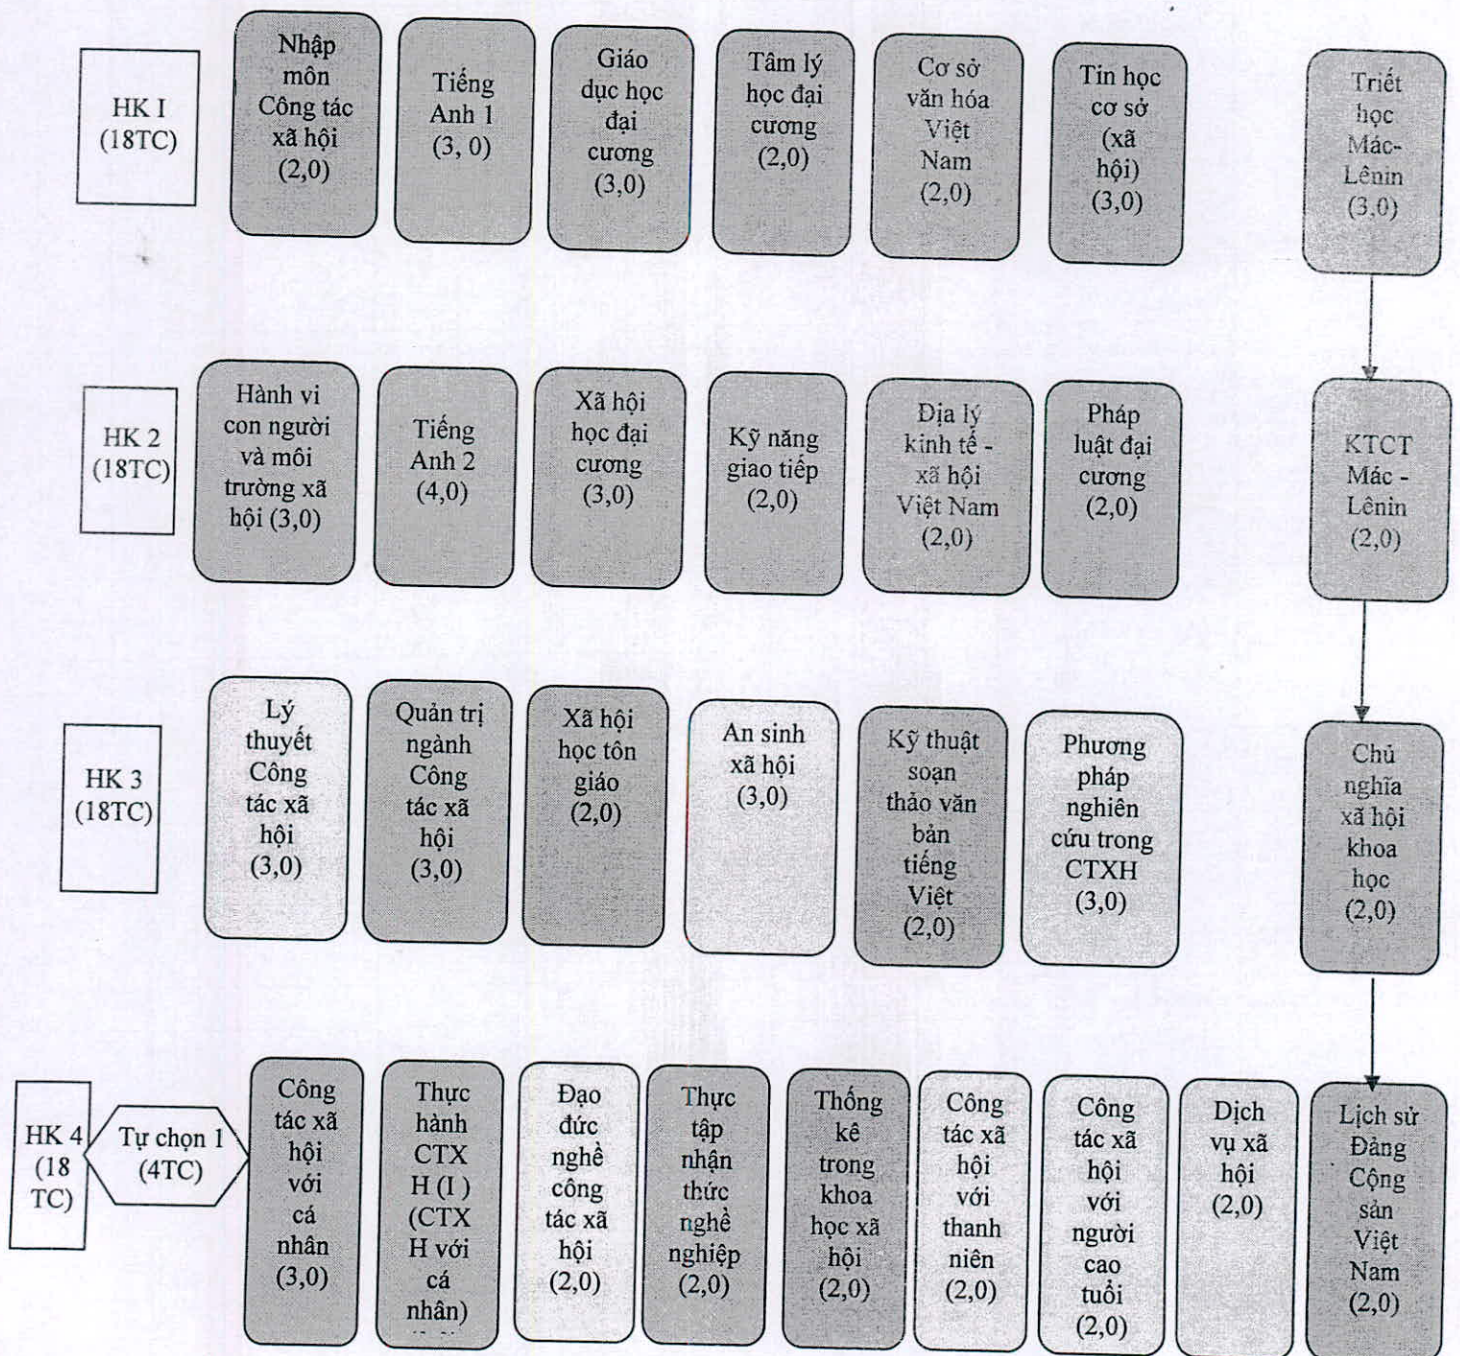 HK I
(18TC)
Nhập
môn
Công tác
xã hội
(2,0)
Tiếng
Anh 1
(3, 0)
Giáo
dục học
đại
cương
(3,0)
Tâm lý
học đại
cương
(2,0)
Cơ sở
văn hóa
Việt
Nam
(2,0)
Tin học
cơ sở
(xã
hội)
(3,0)
Triết
học
Mác-
Lênin
(3,0)
HK 2
(18TC)
Hành vi
con người
và môi
trường xã
hội (3,0)
Tiếng
Anh 2
(4,0)
Xã hội
học đại
cương
(3,0)
Kỹ năng
giao tiếp
(2,0)
Địa lý
kinh tế -
xã hội
Việt Nam
(2,0)
Pháp
luật đại
cương
(2,0)
KTCT
Mác -
Lênin
(2,0)
HK 3
(18TC)
Lý
thuyết
Công
tác xã
hội
(3,0)
Quản trị
ngành
Công
tác xã
hội
(3,0)
Xã hội
học tôn
giáo
(2,0)
An sinh
xã hội
(3,0)
Kỹ thuật
soạn
thảo văn
bản
tiếng
Việt
(2,0)
Phương
pháp
nghiên
cứu trong
CTXH
(3,0)
Chủ
nghĩa
xã hội
khoa
học
(2,0)
HK 4
(18
TC)
Tự chọn 1
(4TC)
Công
tác xã
hội
với
cá
nhân
(3,0)
Thực
hành
CTX
H (I )
(CTX
H với
cá
nhân)
Đạo
đức
nghề
công
tác xã
hội
(2,0)
Thực
tập
nhận
thức
nghề
nghiệp
(2,0)
Thống
kê
trong
khoa
học xã
hội
(2,0)
Công
tác xã
hội
với
thanh
niên
(2,0)
Công
tác xã
hội
với
người
cao
tuổi
(2,0)
Dịch
vụ xã
hội
(2,0)
Lịch sử
Đảng
Cộng
sản
Việt
Nam
(2,0)